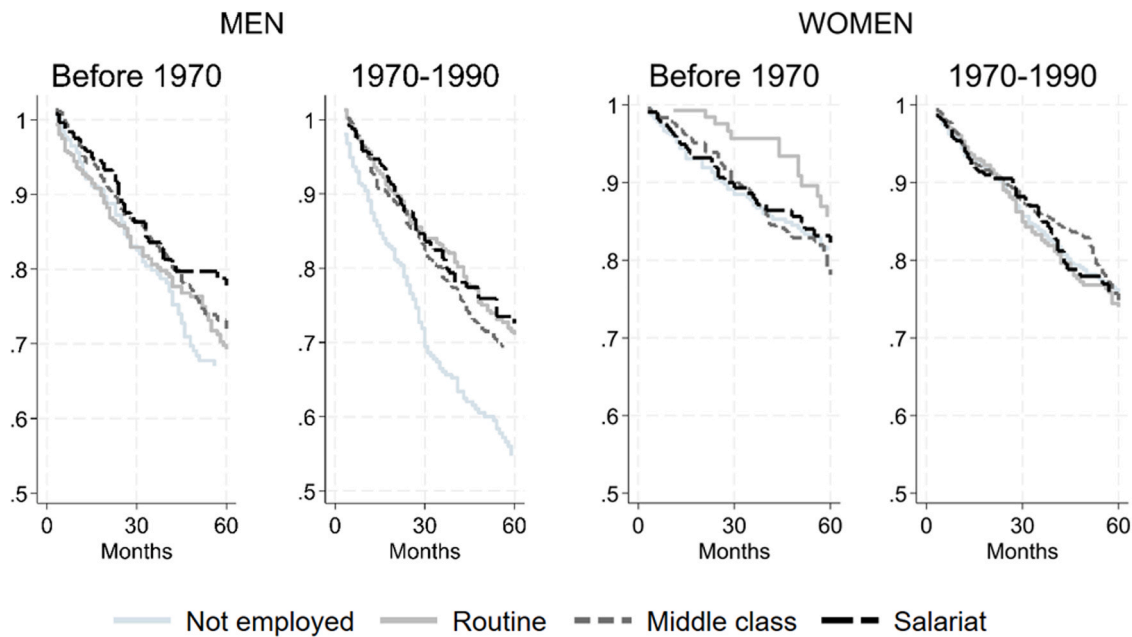 MEN WOMEN
Before 1970 1970-1990 Before 1970 1970-1990
1 1 1 1
.9 .9 .9 .9
.8 .8 .8 .8
.7 .7 .7 .7
.6 .6 .6 .6
.5 .5 .5 .5
0 30 60 0 30 60 0 30 60 0 30 60
Months Months Months Months
Not employed Routine Middle class Salariat